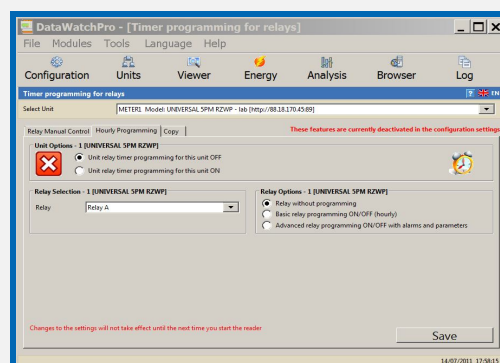 DataWatchPro - [Timer programming for relays]
File Modules Tools Language Help
Configuration Units Viewer Energy Analysis Browser Log
Timer programming for relays ? EN
Select Unit METER1 Model: UNIVERSAL 5PM RZWP - lab [http://88.18.170.45:89]
Relay Manual Control Hourly Programming Copy These features are currently deactivated in the configuration settings
Unit Options - 1 [UNIVERSAL 5PM RZWP]
Unit relay timer programming for this unit OFF
Unit relay timer programming for this unit ON
Relay Selection - 1 [UNIVERSAL 5PM RZWP] Relay Options - 1 [UNIVERSAL 5PM RZWP]
Relay Relay A Relay without programming
Basic relay programming ON/OFF (hourly)
Advanced relay programming ON/OFF with alarms and parameters
Changes to the settings will not take effect until the next time you start the reader
Save
14/07/2011 17:58:15